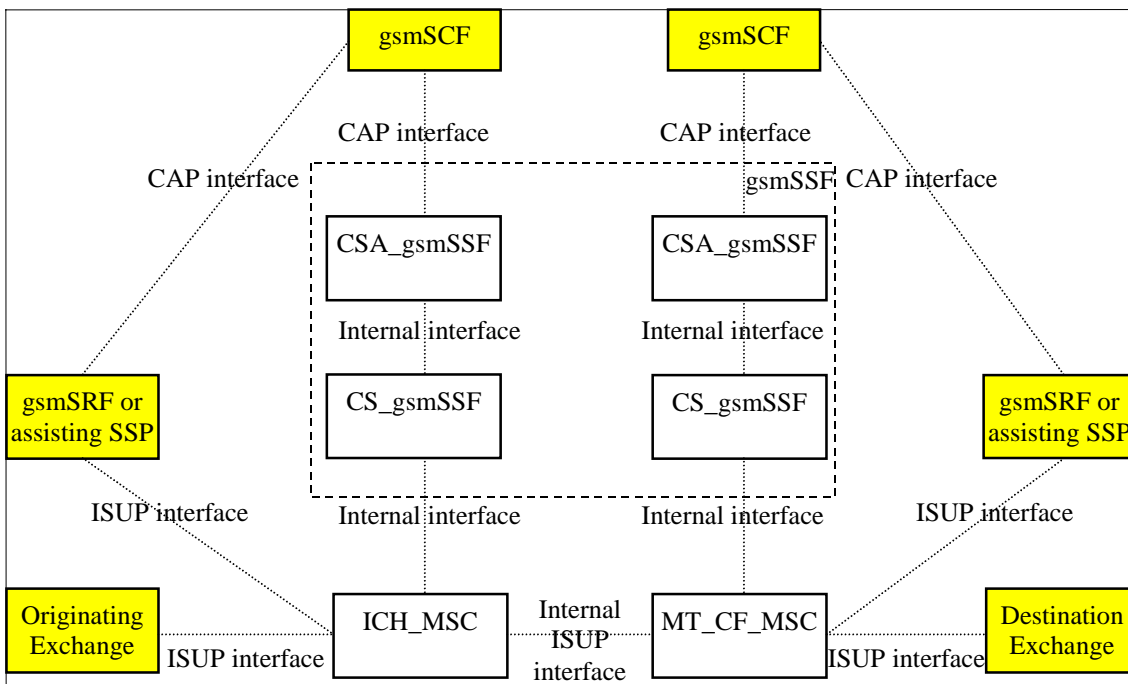 gsmSCF
gsmSCF
CAP interface
CAP interface
CAP interface
gsmSSF
CAP interface
CSA_gsmSSF
CSA_gsmSSF
Internal interface
Internal interface
gsmSRF or
assisting SSP
CS_gsmSSF
CS_gsmSSF
gsmSRF or
assisting SSP
ISUP interface
Internal interface
Internal interface
ISUP interface
Originating
Exchange
ISUP interface
ICH_MSC
Internal
ISUP
interface
MT_CF_MSC
ISUP interface
Destination
Exchange